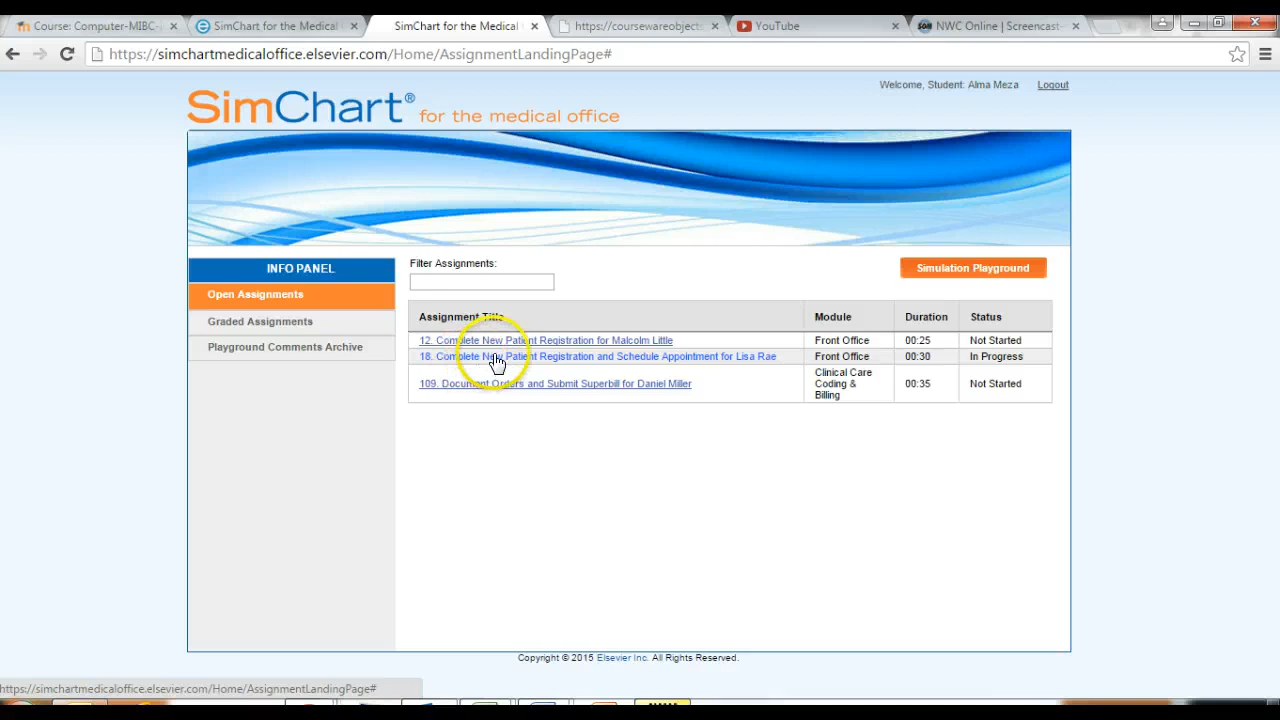 Course: Computer-MIBC-
SimChart for the Medical
SimChart for the Medical
https://coursewareobject
YouTube
NWC Online | Screencast-
https://simchartmedicaloffice.elsevier.com/Home/AssignmentLandingPage#
Welcome, Student: Alma Meza
Logout
SimChart® for the medical office
INFO PANEL
Open Assignments
Graded Assignments
Playground Comments Archive
Filter Assignments:
Simulation Playground
Assignment Title Module Duration Status
12. Complete New Patient Registration for Malcolm Little Front Office 00:25 Not Started
18. Complete New Patient Registration and Schedule Appointment for Lisa Rae Front Office 00:30 In Progress
109. Document Orders and Submit Superbill for Daniel Miller Clinical Care Coding & Billing 00:35 Not Started
Copyright © 2015 Elsevier Inc. All Rights Reserved.
https://simchartmedicaloffice.elsevier.com/Home/AssignmentLandingPage#